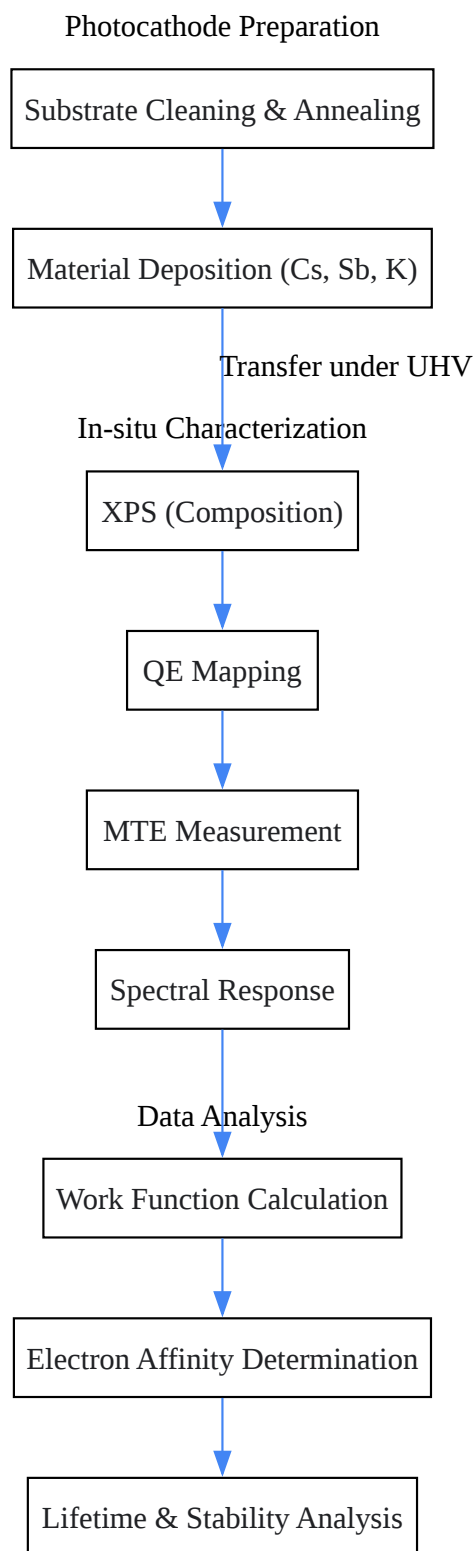 Photocathode Preparation
Substrate Cleaning & Annealing
Material Deposition (Cs, Sb, K)
Transfer under UHV
In-situ Characterization
XPS (Composition)
QE Mapping
MTE Measurement
Spectral Response
Data Analysis
Work Function Calculation
Electron Affinity Determination
Lifetime & Stability Analysis